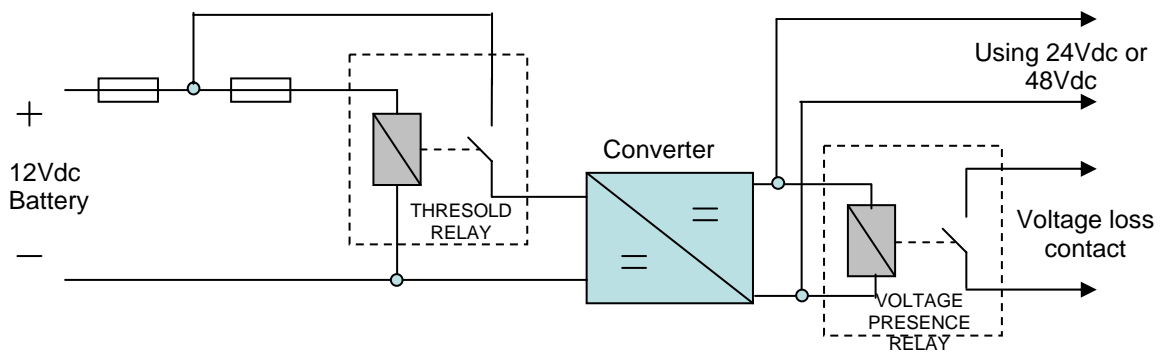 Using 24Vdc or
48Vdc
+
12Vdc
Battery
—
Converter
THRESOLD
RELAY
Voltage loss
contact
VOLTAGE
PRESENCE
RELAY